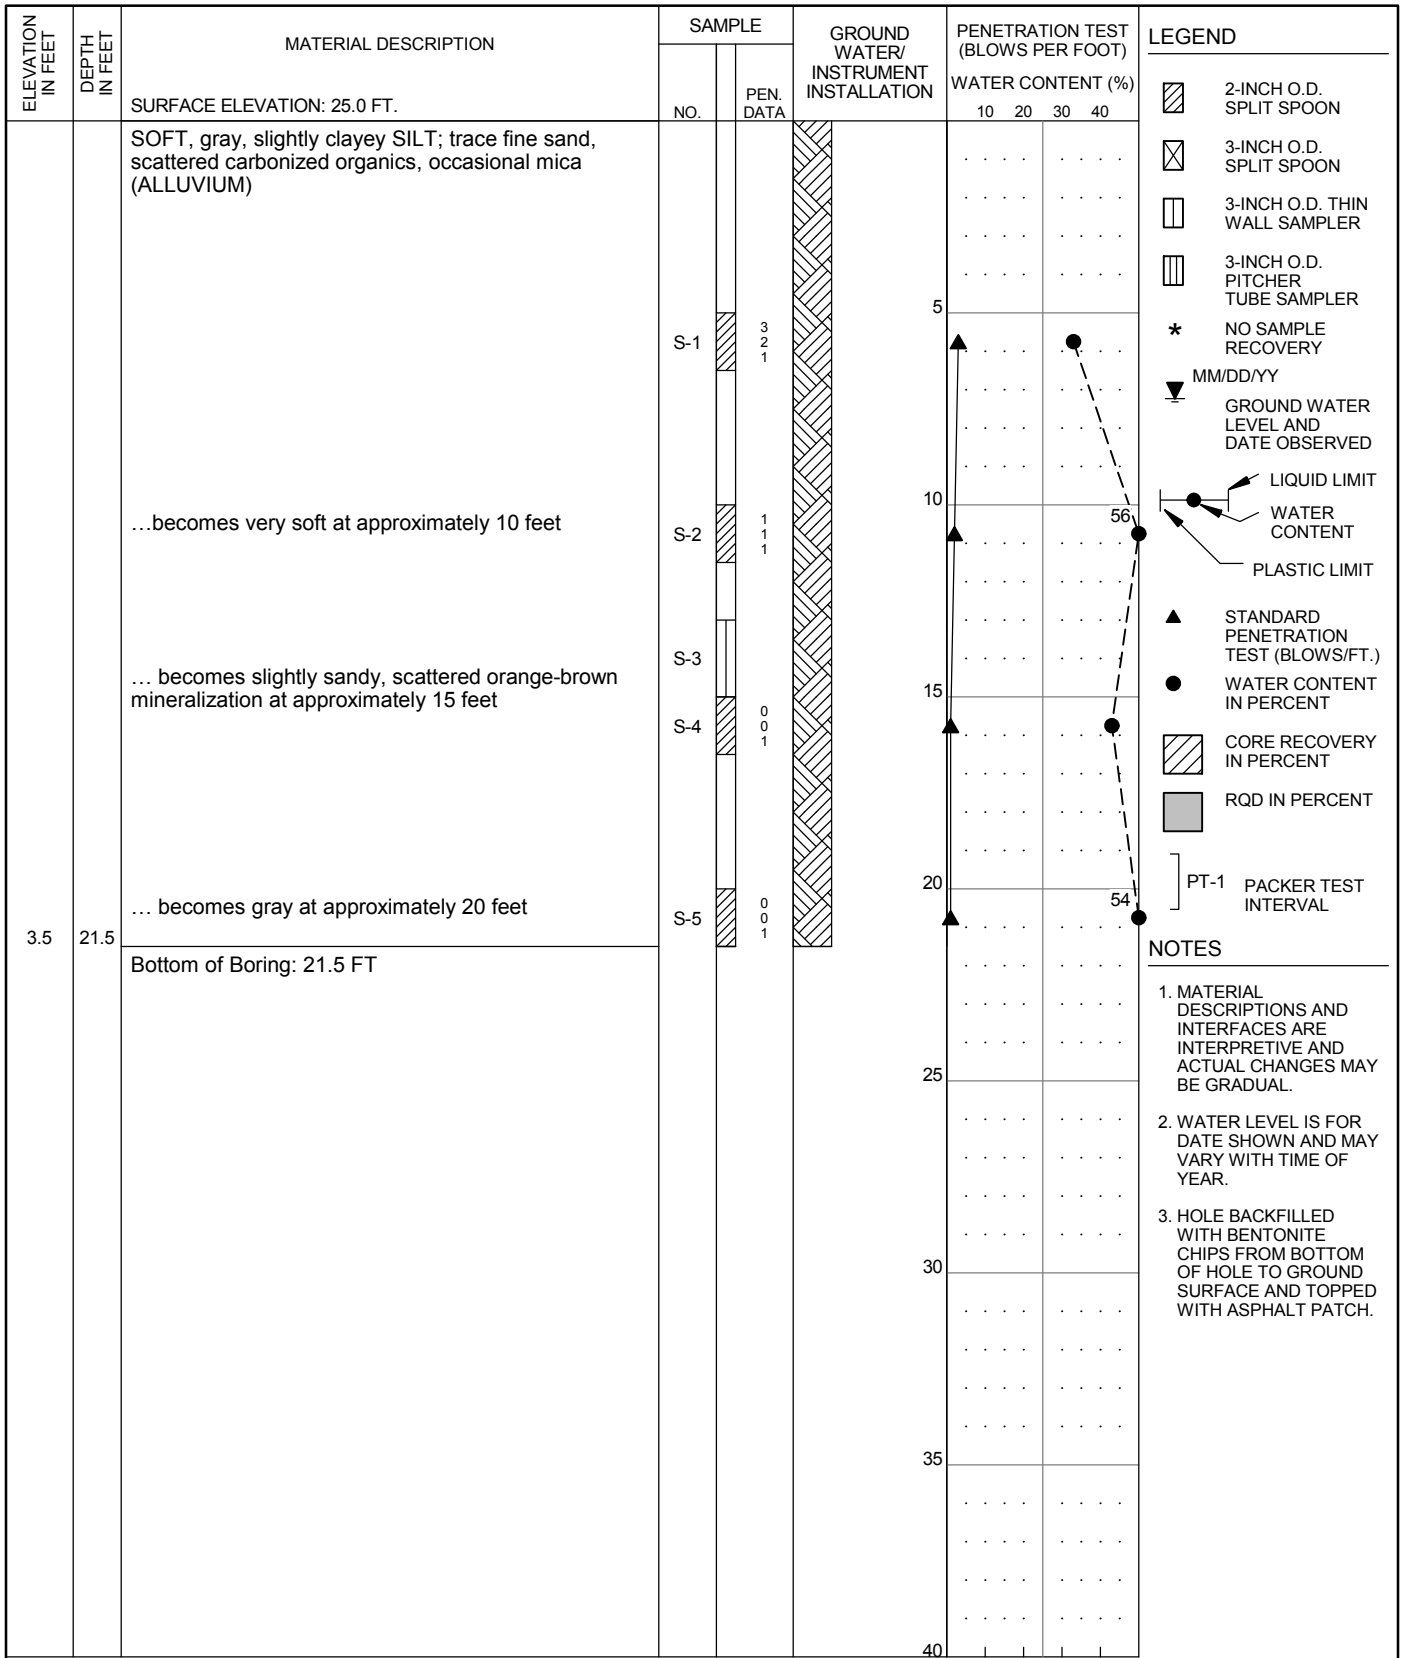 ELEVATION
IN FEET
DEPTH
IN FEET
MATERIAL DESCRIPTION
SURFACE ELEVATION: 25.0 FT.
SAMPLE
NO.
PEN.
DATA
GROUND
WATER/
INSTRUMENT
INSTALLATION
PENETRATION TEST
(BLOWS PER FOOT)
WATER CONTENT (%)
10 20 30 40
SOFT, gray, slightly clayey SILT; trace fine sand,
scattered carbonized organics, occasional mica
(ALLUVIUM)
5
S-1
3
2
1
10
…becomes very soft at approximately 10 feet
S-2
1
1
1
56
S-3
… becomes slightly sandy, scattered orange-brown
mineralization at approximately 15 feet
15
S-4
0
0
1
20
… becomes gray at approximately 20 feet
S-5
0
0
1
54
3.5 21.5
Bottom of Boring: 21.5 FT
25
30
35
40
LEGEND
2-INCH O.D.
SPLIT SPOON
3-INCH O.D.
SPLIT SPOON
3-INCH O.D. THIN
WALL SAMPLER
3-INCH O.D.
PITCHER
TUBE SAMPLER
* NO SAMPLE
RECOVERY
MM/DD/YY
GROUND WATER
LEVEL AND
DATE OBSERVED
LIQUID LIMIT
WATER
CONTENT
PLASTIC LIMIT
STANDARD
PENETRATION
TEST (BLOWS/FT.)
WATER CONTENT
IN PERCENT
CORE RECOVERY
IN PERCENT
RQD IN PERCENT
PT-1 PACKER TEST
INTERVAL
NOTES
1. MATERIAL
DESCRIPTIONS AND
INTERFACES ARE
INTERPRETIVE AND
ACTUAL CHANGES MAY
BE GRADUAL.
2. WATER LEVEL IS FOR
DATE SHOWN AND MAY
VARY WITH TIME OF
YEAR.
3. HOLE BACKFILLED
WITH BENTONITE
CHIPS FROM BOTTOM
OF HOLE TO GROUND
SURFACE AND TOPPED
WITH ASPHALT PATCH.